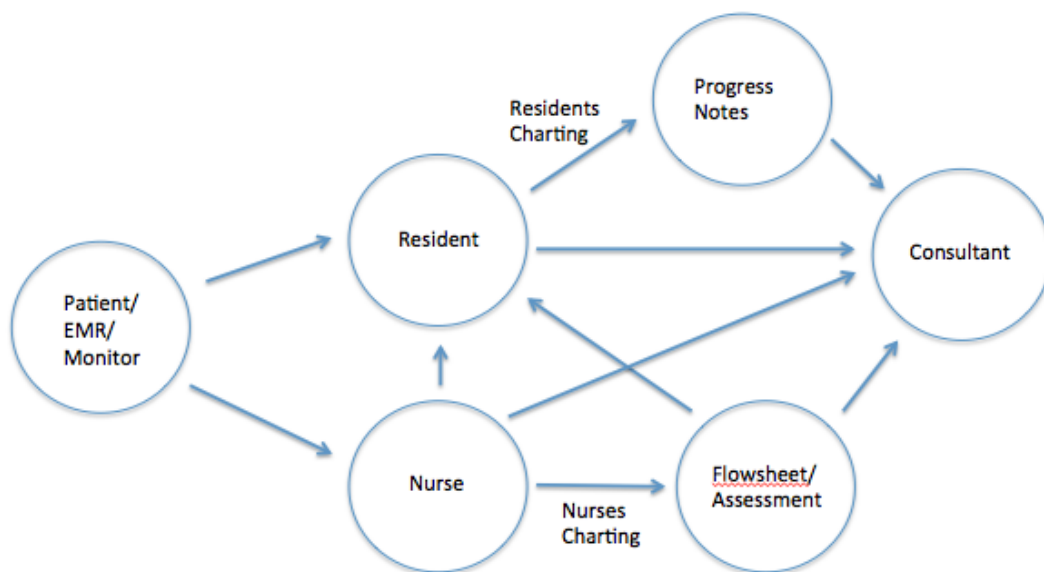 Progress
Notes
Residents
Charting
Resident
Consultant
Patient/
EMR/
Monitor
Nurse
Flowsheet/
Assessment
Nurses
Charting